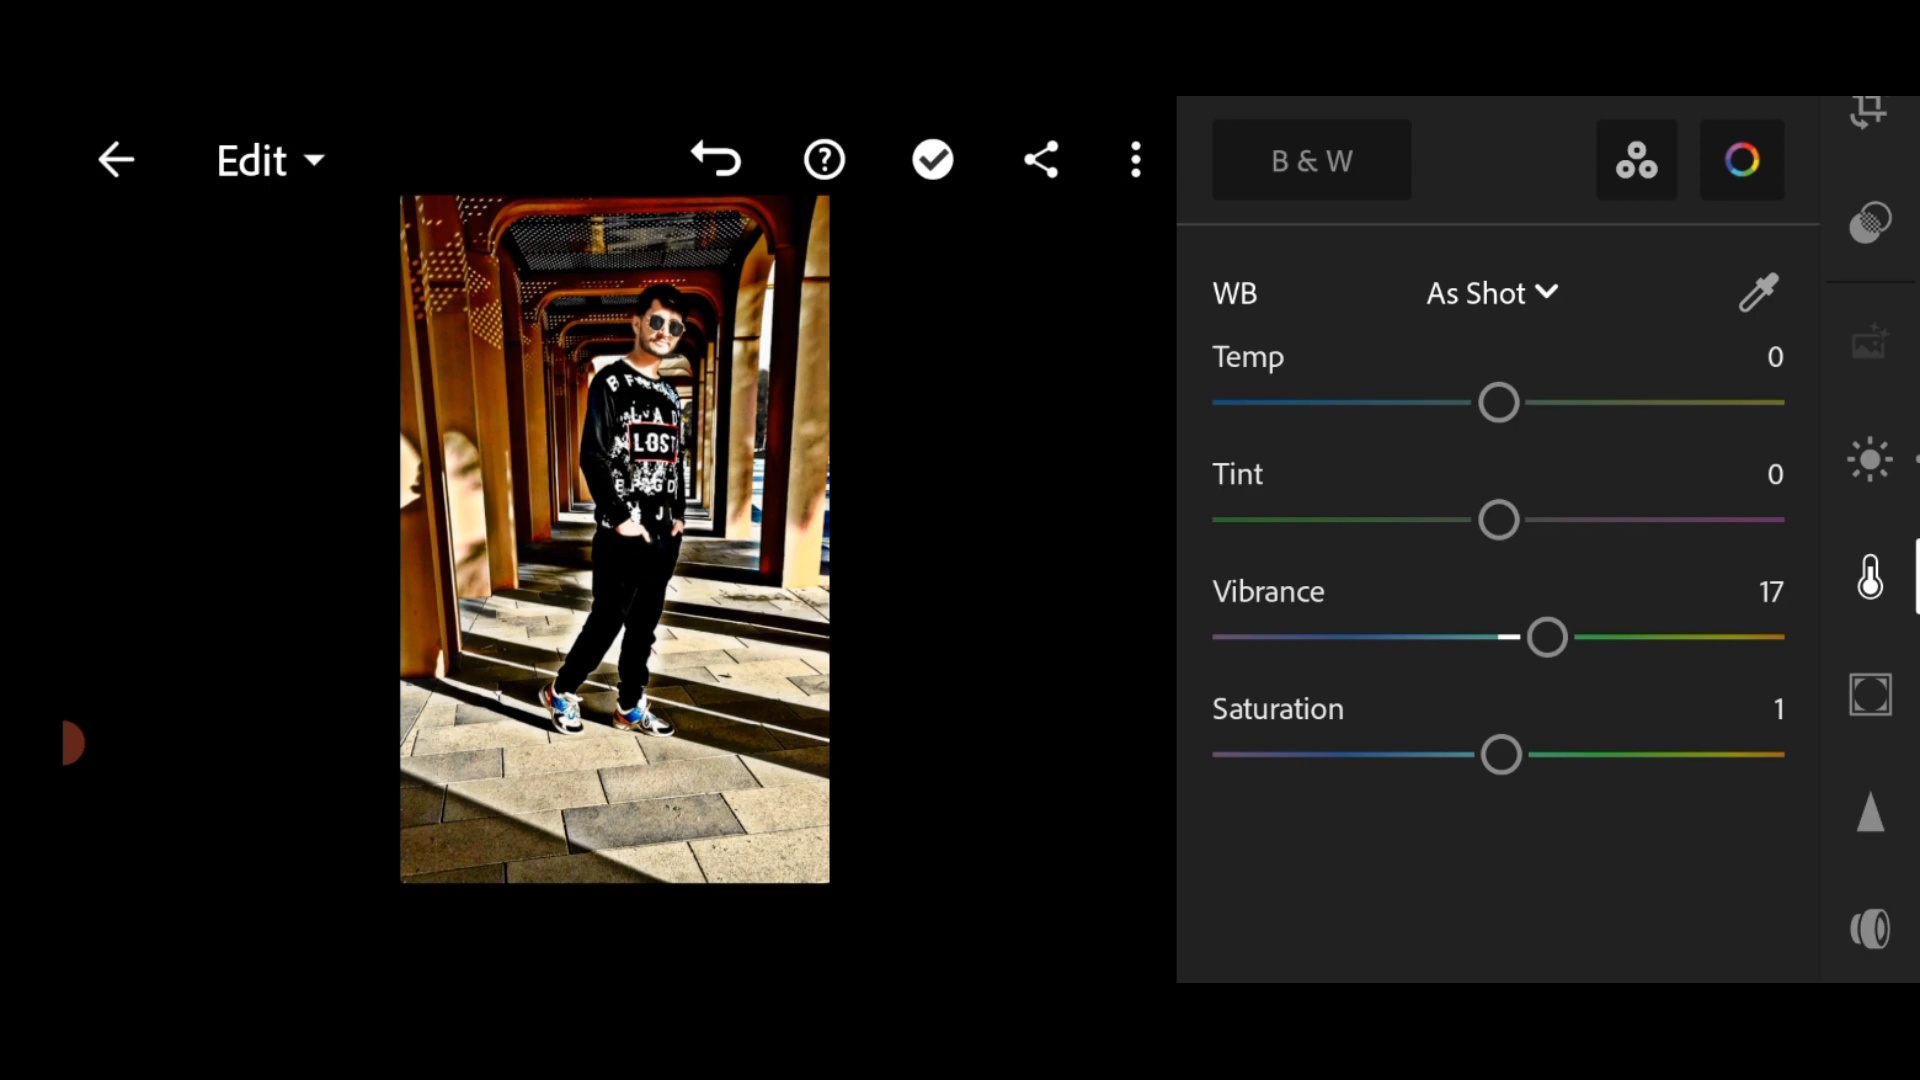 Edit
B & W
WB As Shot
Temp 0
Tint 0
Vibrance 17
Saturation 1
LOST